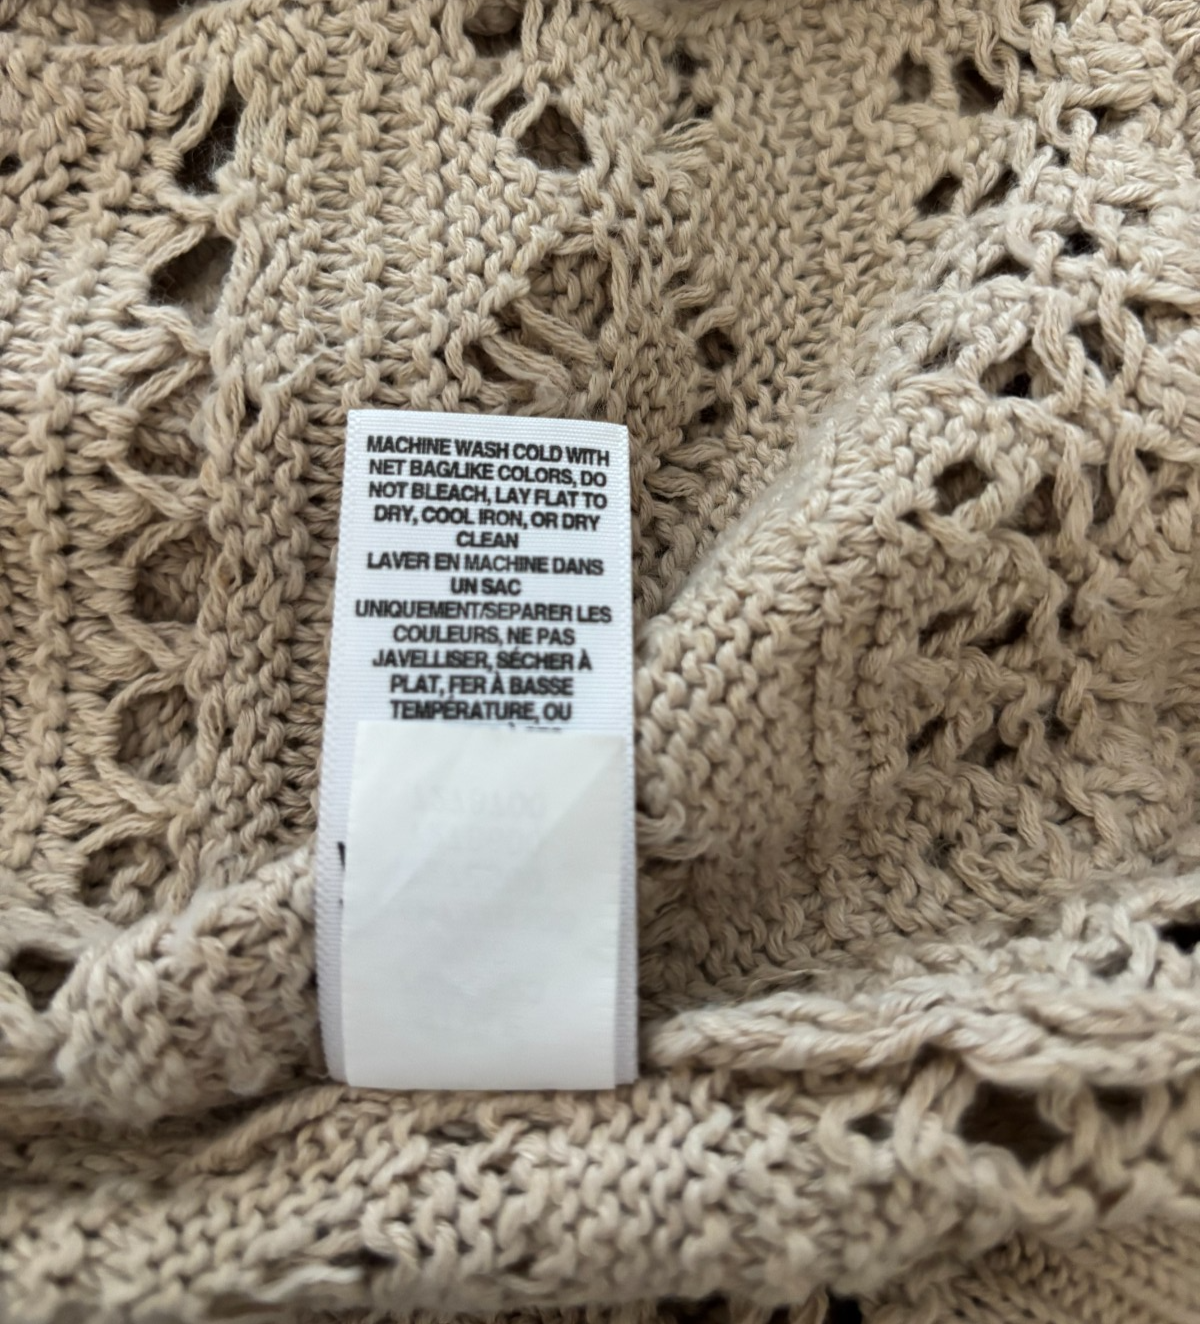 MACHINE WASH COLD WITH
NET BAG/LIKE COLORS, DO
NOT BLEACH, LAY FLAT TO
DRY, COOL IRON, OR DRY
CLEAN
LAVER EN MACHINE DANS
UN SAC
UNIQUEMENT/SEPARER LES
COULEURS, NE PAS
JAVELLISER, SÉCHER À
PLAT, FER À BASSE
TEMPÉRATURE, OU